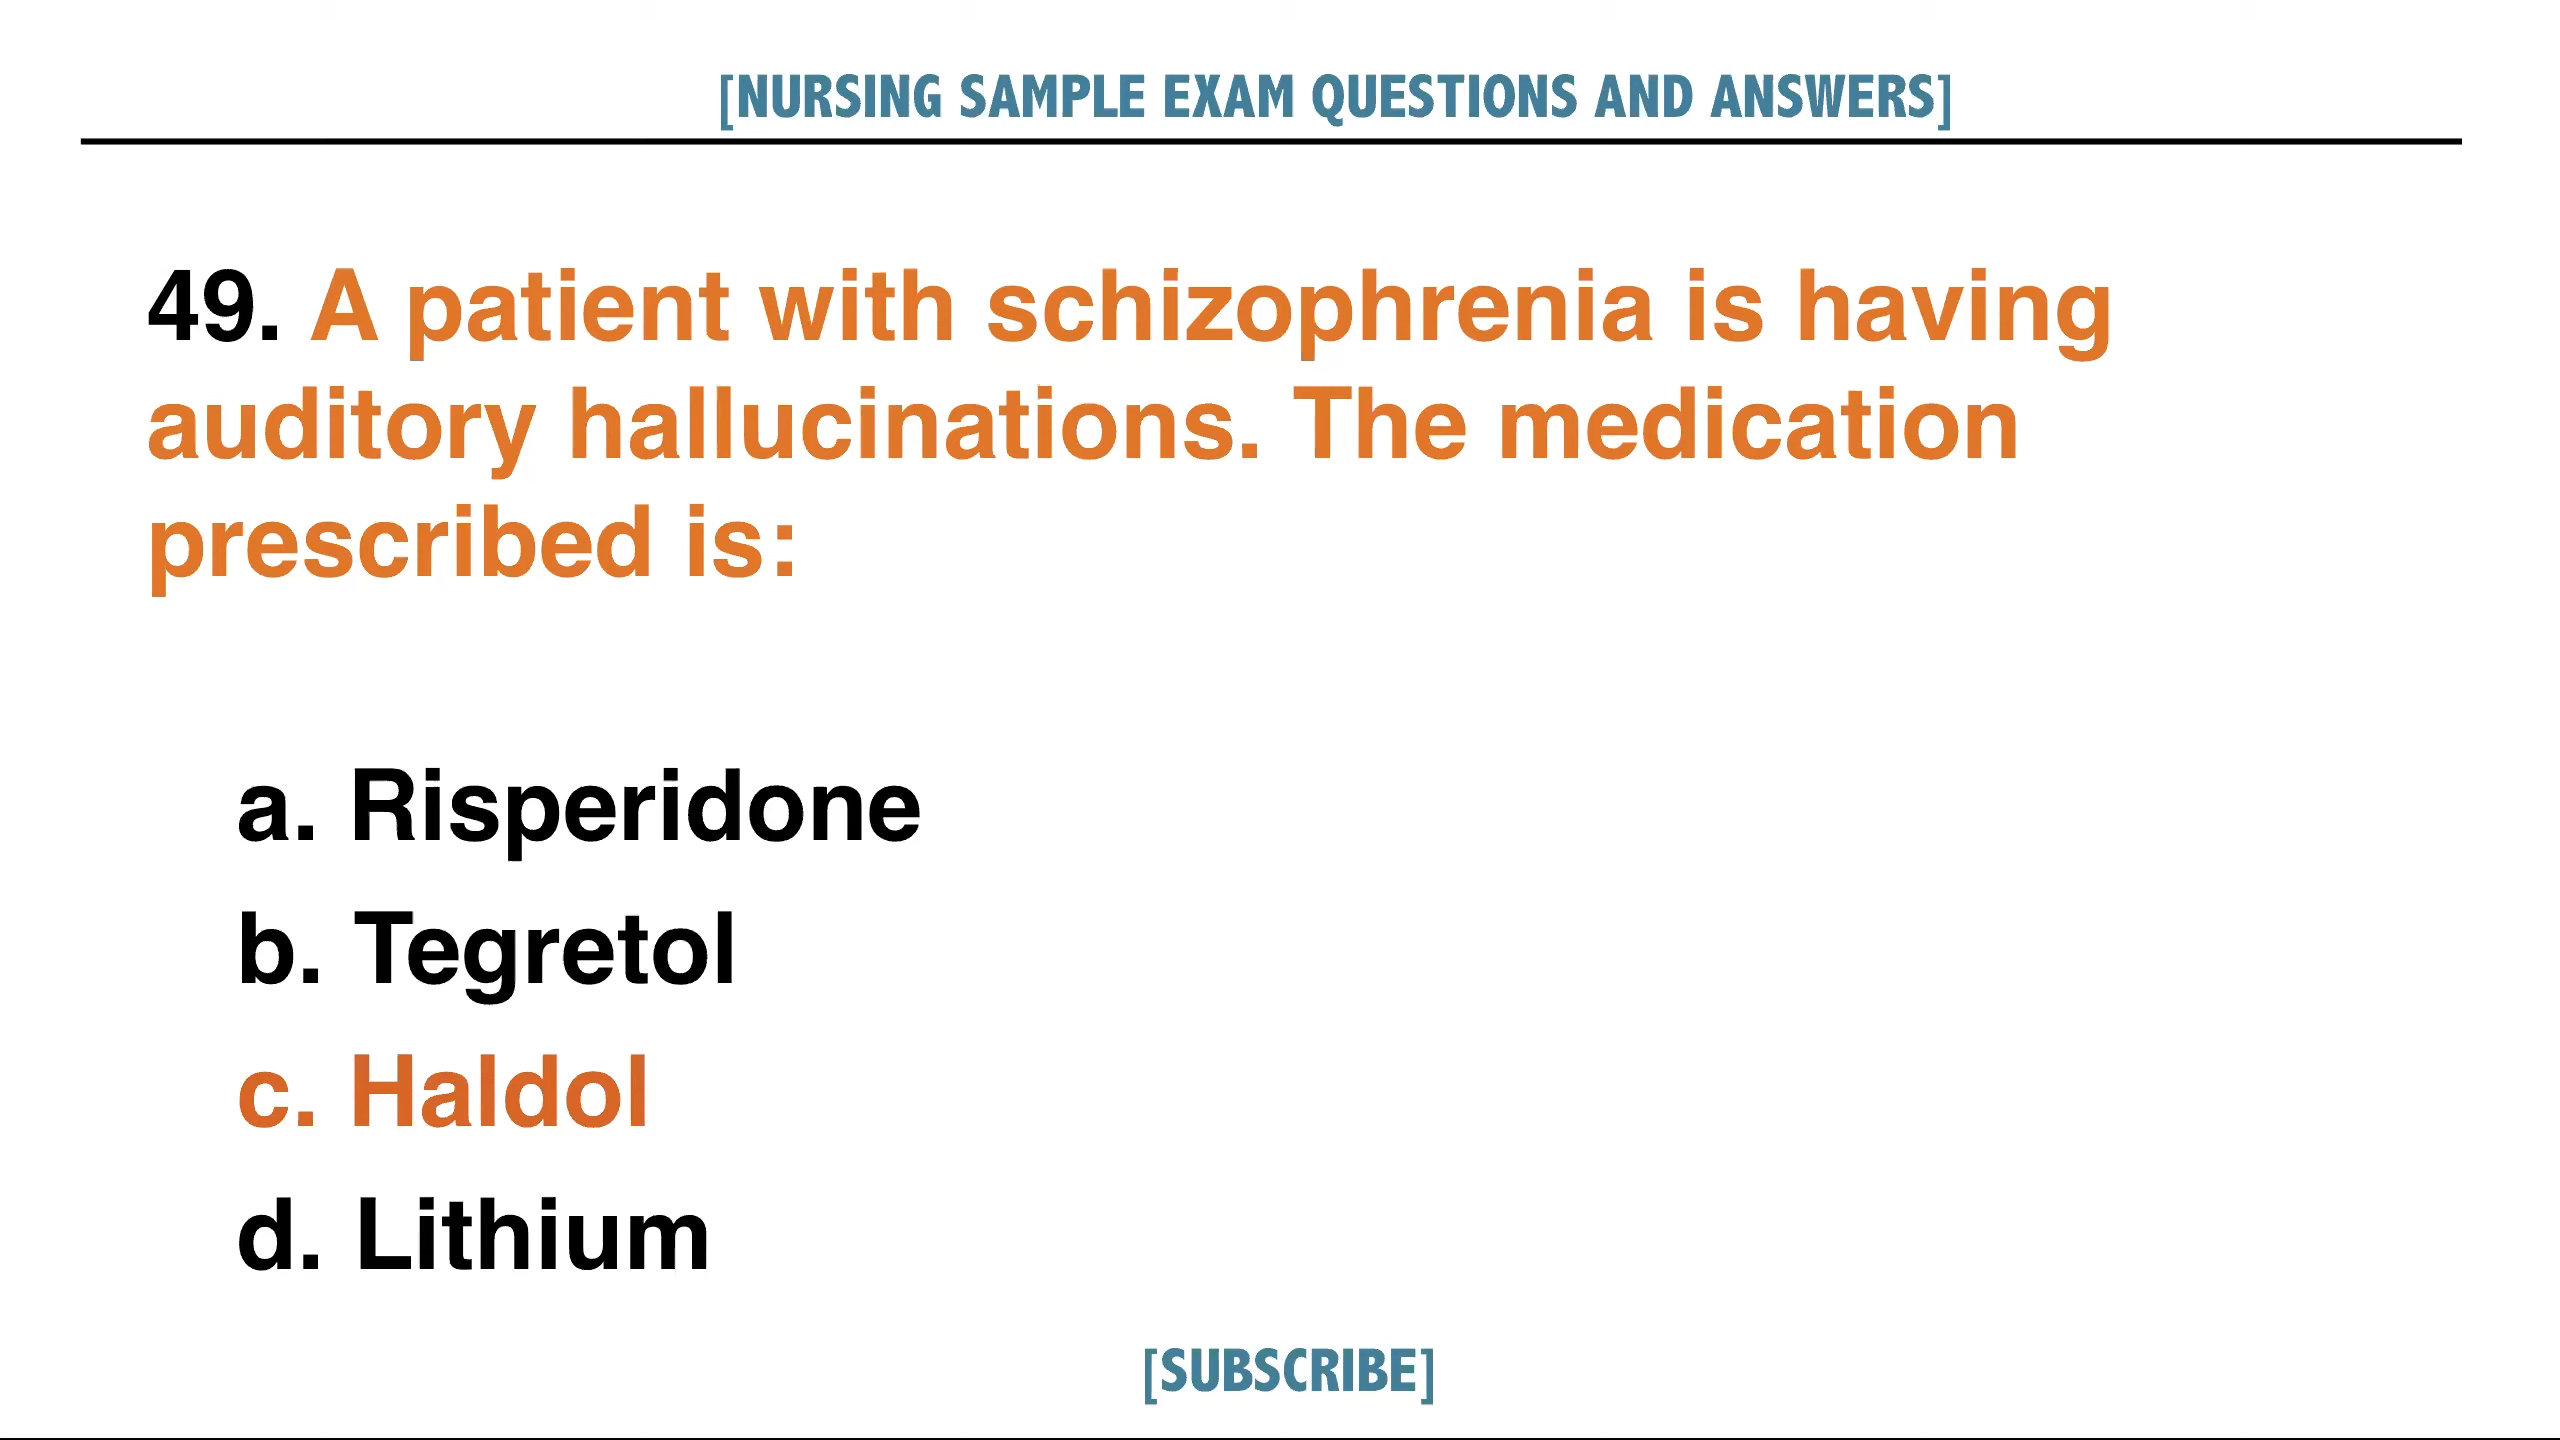 [NURSING SAMPLE EXAM QUESTIONS AND ANSWERS]
49. A patient with schizophrenia is having
auditory hallucinations. The medication
prescribed is:
a. Risperidone
b. Tegretol
c. Haldol
d. Lithium
[SUBSCRIBE]